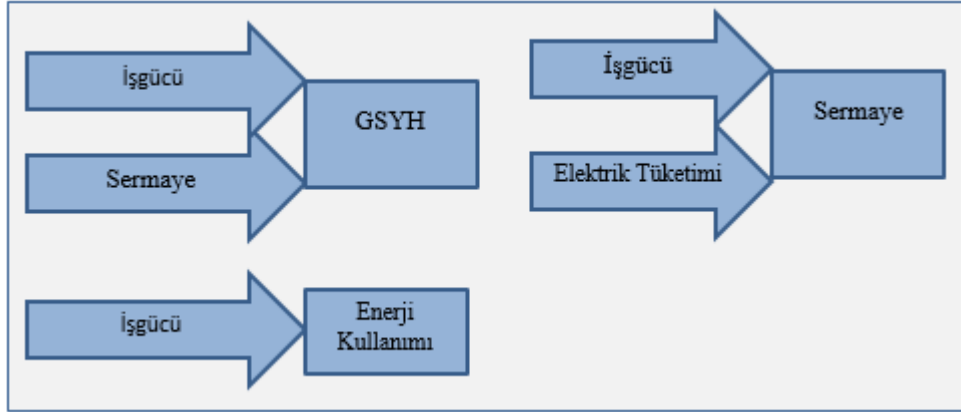 İşgücü
GSYH
Sermaye
İşgücü
Sermaye
Elektrik Tüketimi
İşgücü
Enerji
Kullanımı